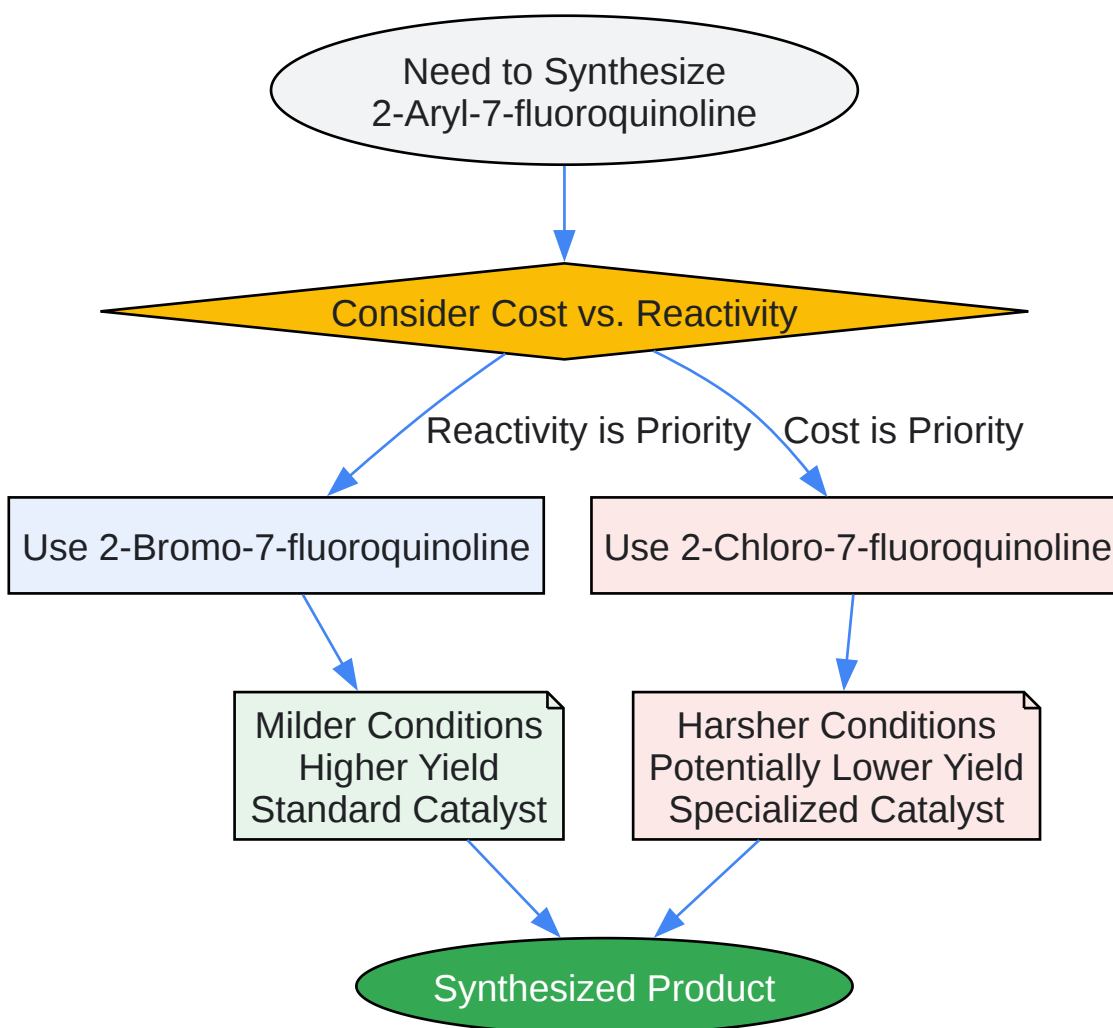 Need to Synthesize
2-Aryl-7-fluoroquinoline
Consider Cost vs. Reactivity
Reactivity is Priority
Cost is Priority
Use 2-Bromo-7-fluoroquinoline
Use 2-Chloro-7-fluoroquinoline
Milder Conditions
Higher Yield
Standard Catalyst
Harsher Conditions
Potentially Lower Yield
Specialized Catalyst
Synthesized Product